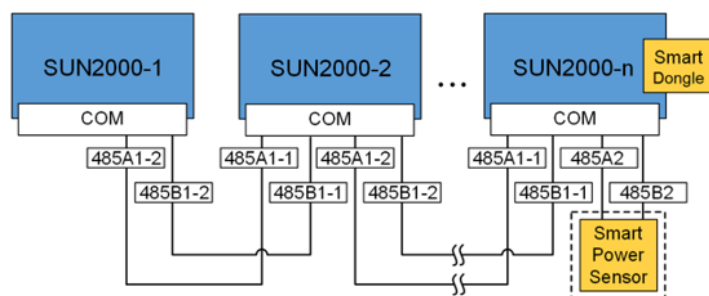 SUN2000-1
SUN2000-2
...
SUN2000-n
Smart
Dongle
COM
COM
COM
485A1-2
485A1-1
485A1-2
485A1-1
485A2
485B1-2
485B1-1
485B1-2
485B1-1
485B2
Smart
Power
Sensor